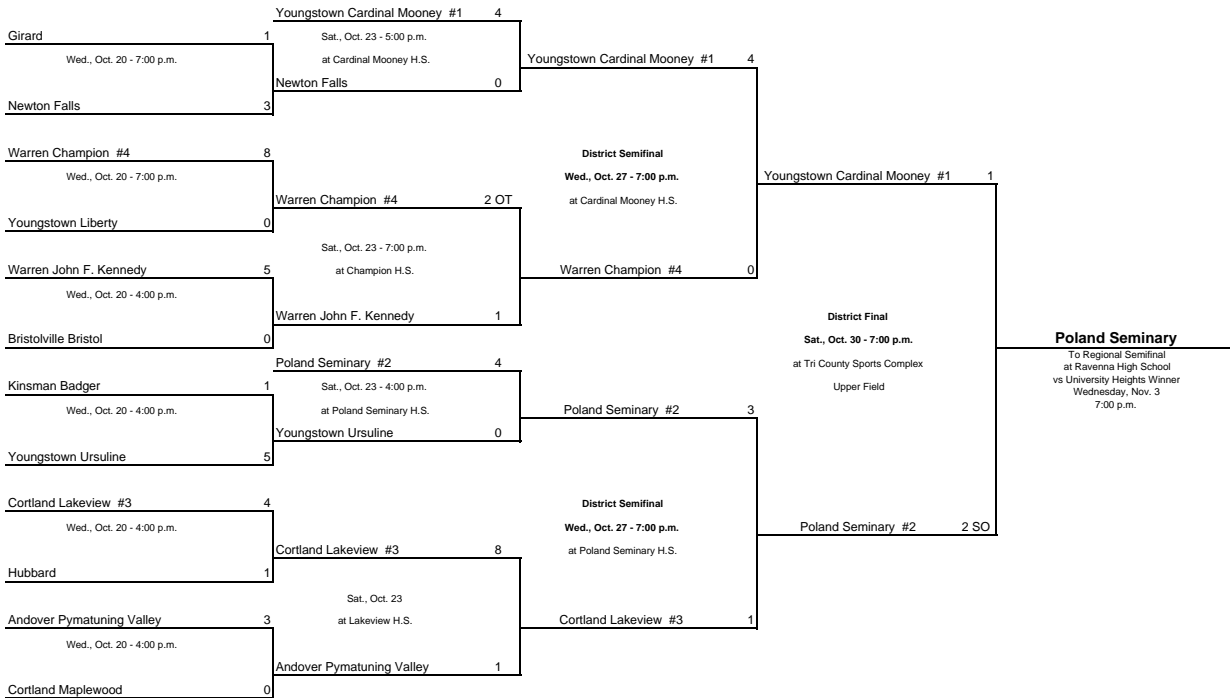 Youngstown Cardinal Mooney #1 4
Girard 1
Sat., Oct. 23 - 5:00 p.m.
Wed., Oct. 20 - 7:00 p.m.
at Cardinal Mooney H.S.
Youngstown Cardinal Mooney #1 4
Newton Falls 0
Newton Falls 3
Warren Champion #4 8
District Semifinal
Wed., Oct. 20 - 7:00 p.m.
Wed., Oct. 27 - 7:00 p.m.
Youngstown Cardinal Mooney #1 1
Warren Champion #4 2 OT
at Cardinal Mooney H.S.
Youngstown Liberty 0
Sat., Oct. 23 - 7:00 p.m.
Warren John F. Kennedy 5
at Champion H.S.
Warren Champion #4 0
Wed., Oct. 20 - 4:00 p.m.
Warren John F. Kennedy 1
District Final
Bristolville Bristol 0
Sat., Oct. 30 - 7:00 p.m.
Poland Seminary
To Regional Semifinal
at Ravenna High School
vs University Heights Winner
Wednesday, Nov. 3
7:00 p.m.
Poland Seminary #2 4
at Tri County Sports Complex
Kinsman Badger 1
Sat., Oct. 23 - 4:00 p.m.
Upper Field
Wed., Oct. 20 - 4:00 p.m.
at Poland Seminary H.S.
Poland Seminary #2 3
Youngstown Ursuline 0
Youngstown Ursuline 5
Cortland Lakeview #3 4
District Semifinal
Wed., Oct. 20 - 4:00 p.m.
Wed., Oct. 27 - 7:00 p.m.
Poland Seminary #2 2 SO
Cortland Lakeview #3 8
at Poland Seminary H.S.
Hubbard 1
Sat., Oct. 23
Andover Pymatuning Valley 3
at Lakeview H.S.
Cortland Lakeview #3 1
Wed., Oct. 20 - 4:00 p.m.
Andover Pymatuning Valley 1
Cortland Maplewood 0